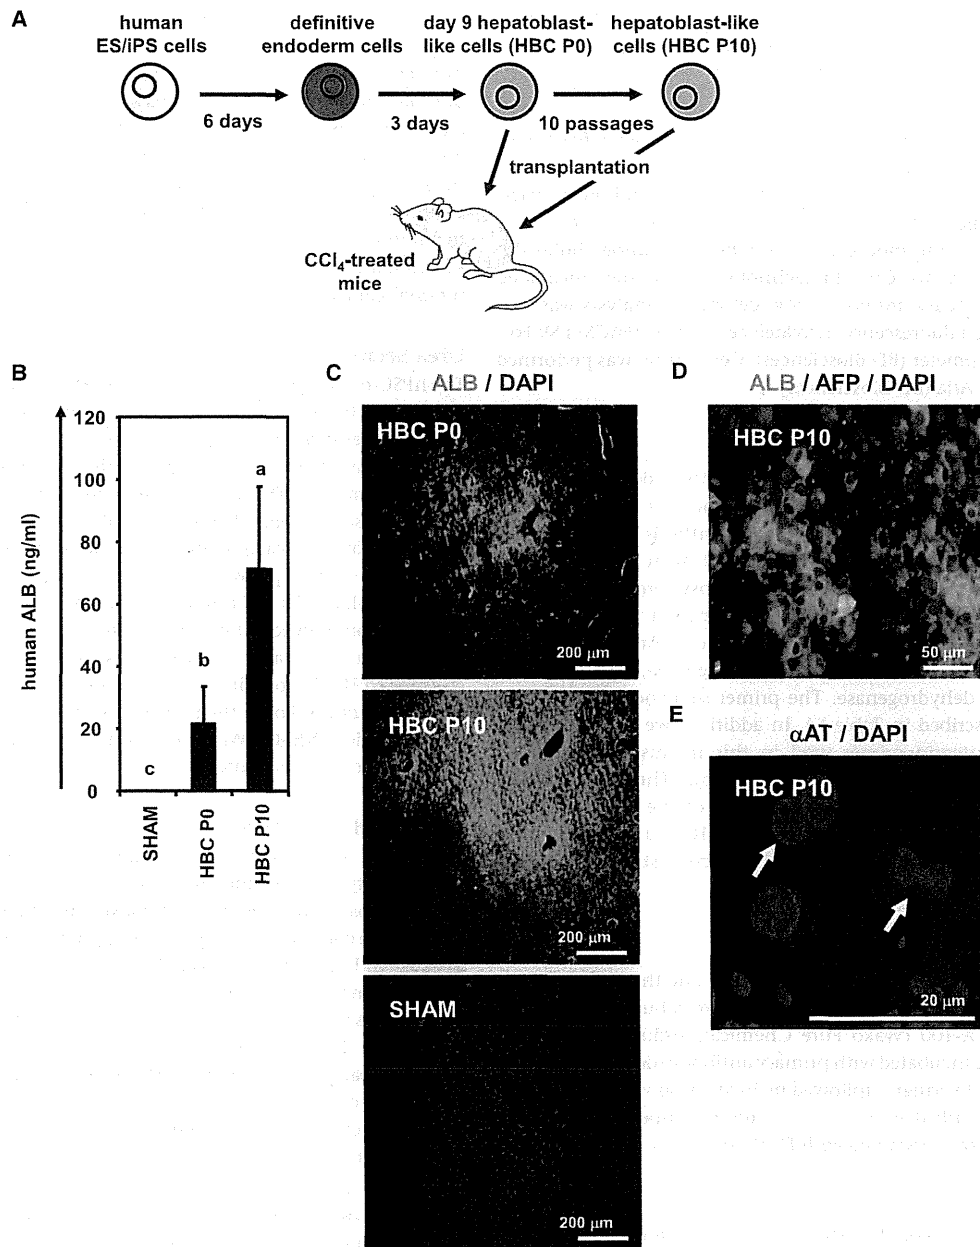 A
human
ES/iPS cells
definitive
endoderm cells
day 9 hepatoblast-
like cells (HBC P0)
hepatoblast-like
cells (HBC P10)
6 days
3 days
10 passages
transplantation
CCl4-treated
mice
B
human ALB (ng/ml)
120
100
80
60
40
20
0
c
b
a
SHAM
HBC P0
HBC P10
C
ALB / DAPI
HBC P0
200 μm
HBC P10
200 μm
SHAM
200 μm
D
ALB / AFP / DAPI
HBC P10
50 μm
E
αAT / DAPI
HBC P10
20 μm